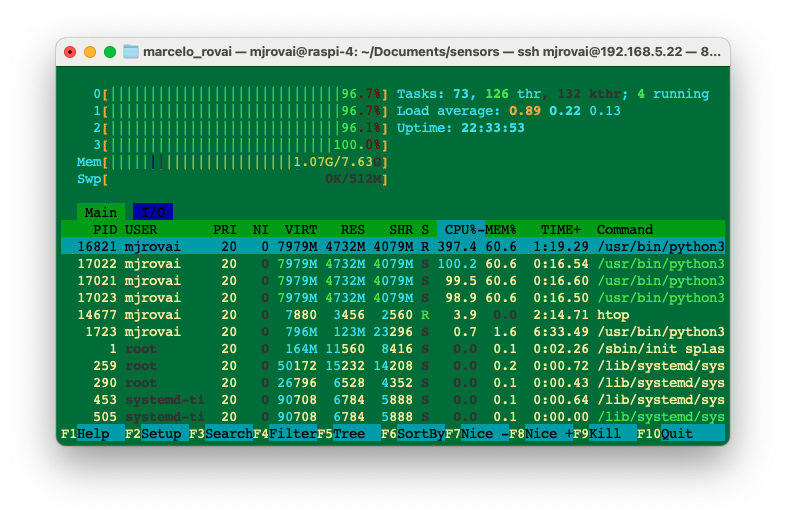 marcelo_rovai — mjrovai@raspi-4: ~/Documents/sensors — ssh mjrovai@192.168.5.22 — 8...
0[||||||||||||||||||||||||||||||96.7%] Tasks: 73, 126 thr, 132 kthr; 4 running
1[||||||||||||||||||||||||||||||96.7%] Load average: 0.89 0.22 0.13
2[||||||||||||||||||||||||||||||96.1%] Uptime: 22:33:53
3[|||||||||||||||||||||||||||||100.0%]
Mem[||||||||||||||||||||||||1.07G/7.63G]
Swp[ 0K/512M]
Main I/O
PID USER PRI NI VIRT RES SHR S CPU%-MEM% TIME+ Command
16821 mjrovai 20 0 7979M 4732M 4079M R 397.4 60.6 1:19.29 /usr/bin/python3
17022 mjrovai 20 0 7979M 4732M 4079M S 100.2 60.6 0:16.54 /usr/bin/python3
17021 mjrovai 20 0 7979M 4732M 4079M S 99.5 60.6 0:16.60 /usr/bin/python3
17023 mjrovai 20 0 7979M 4732M 4079M S 98.9 60.6 0:16.50 /usr/bin/python3
14677 mjrovai 20 0 7880 3456 2560 R 3.9 0.0 2:14.71 htop
1723 mjrovai 20 0 796M 123M 23296 S 0.7 1.6 6:33.49 /usr/bin/python3
1 root 20 0 164M 11560 8416 S 0.0 0.1 0:02.26 /sbin/init splas
259 root 20 0 50172 15232 14208 S 0.0 0.2 0:00.72 /lib/systemd/sys
290 root 20 0 26796 6528 4352 S 0.0 0.1 0:00.43 /lib/systemd/sys
453 systemd-ti 20 0 90708 6784 5888 S 0.0 0.1 0:00.64 /lib/systemd/sys
505 systemd-ti 20 0 90708 6784 5888 S 0.0 0.1 0:00.00 /lib/systemd/sys
F1Help F2Setup F3SearchF4FilterF5Tree F6SortByF7Nice -F8Nice +F9Kill F10Quit